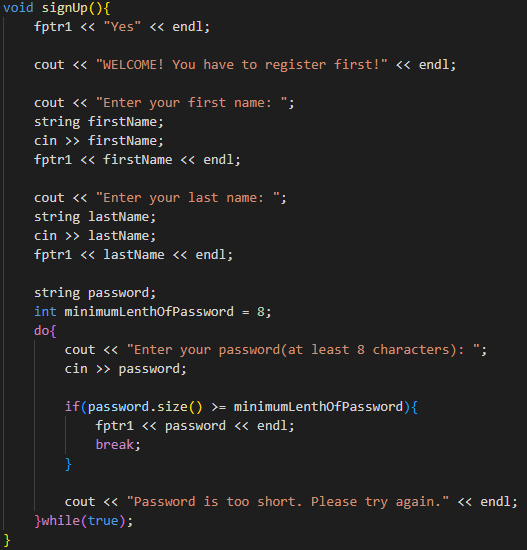 void signUp(){
    fptr1 << "Yes" << endl;

    cout << "WELCOME! You have to register first!" << endl;

    cout << "Enter your first name: ";
    string firstName;
    cin >> firstName;
    fptr1 << firstName << endl;

    cout << "Enter your last name: ";
    string lastName;
    cin >> lastName;
    fptr1 << lastName << endl;

    string password;
    int minimumLenthOfPassword = 8;
    do{
        cout << "Enter your password(at least 8 characters): ";
        cin >> password;

        if(password.size() >= minimumLenthOfPassword){
            fptr1 << password << endl;
            break;
        }

        cout << "Password is too short. Please try again." << endl;
    }while(true);
}